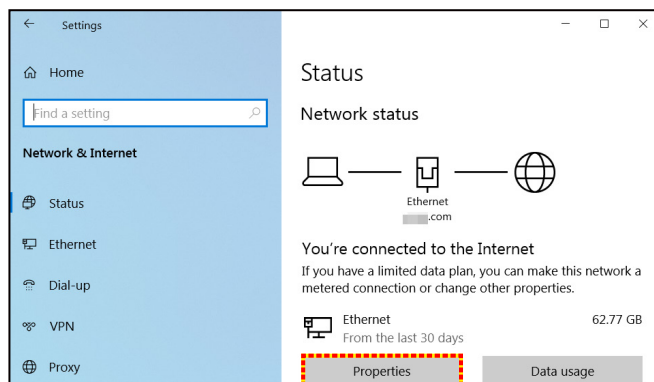 Settings
Home
Find a setting
Network & Internet
Status
Ethernet
Dial-up
VPN
Proxy
Status
Network status
Ethernet
.com
You're connected to the Internet
If you have a limited data plan, you can make this network a
metered connection or change other properties.
Ethernet 62.77 GB
From the last 30 days
Properties Data usage